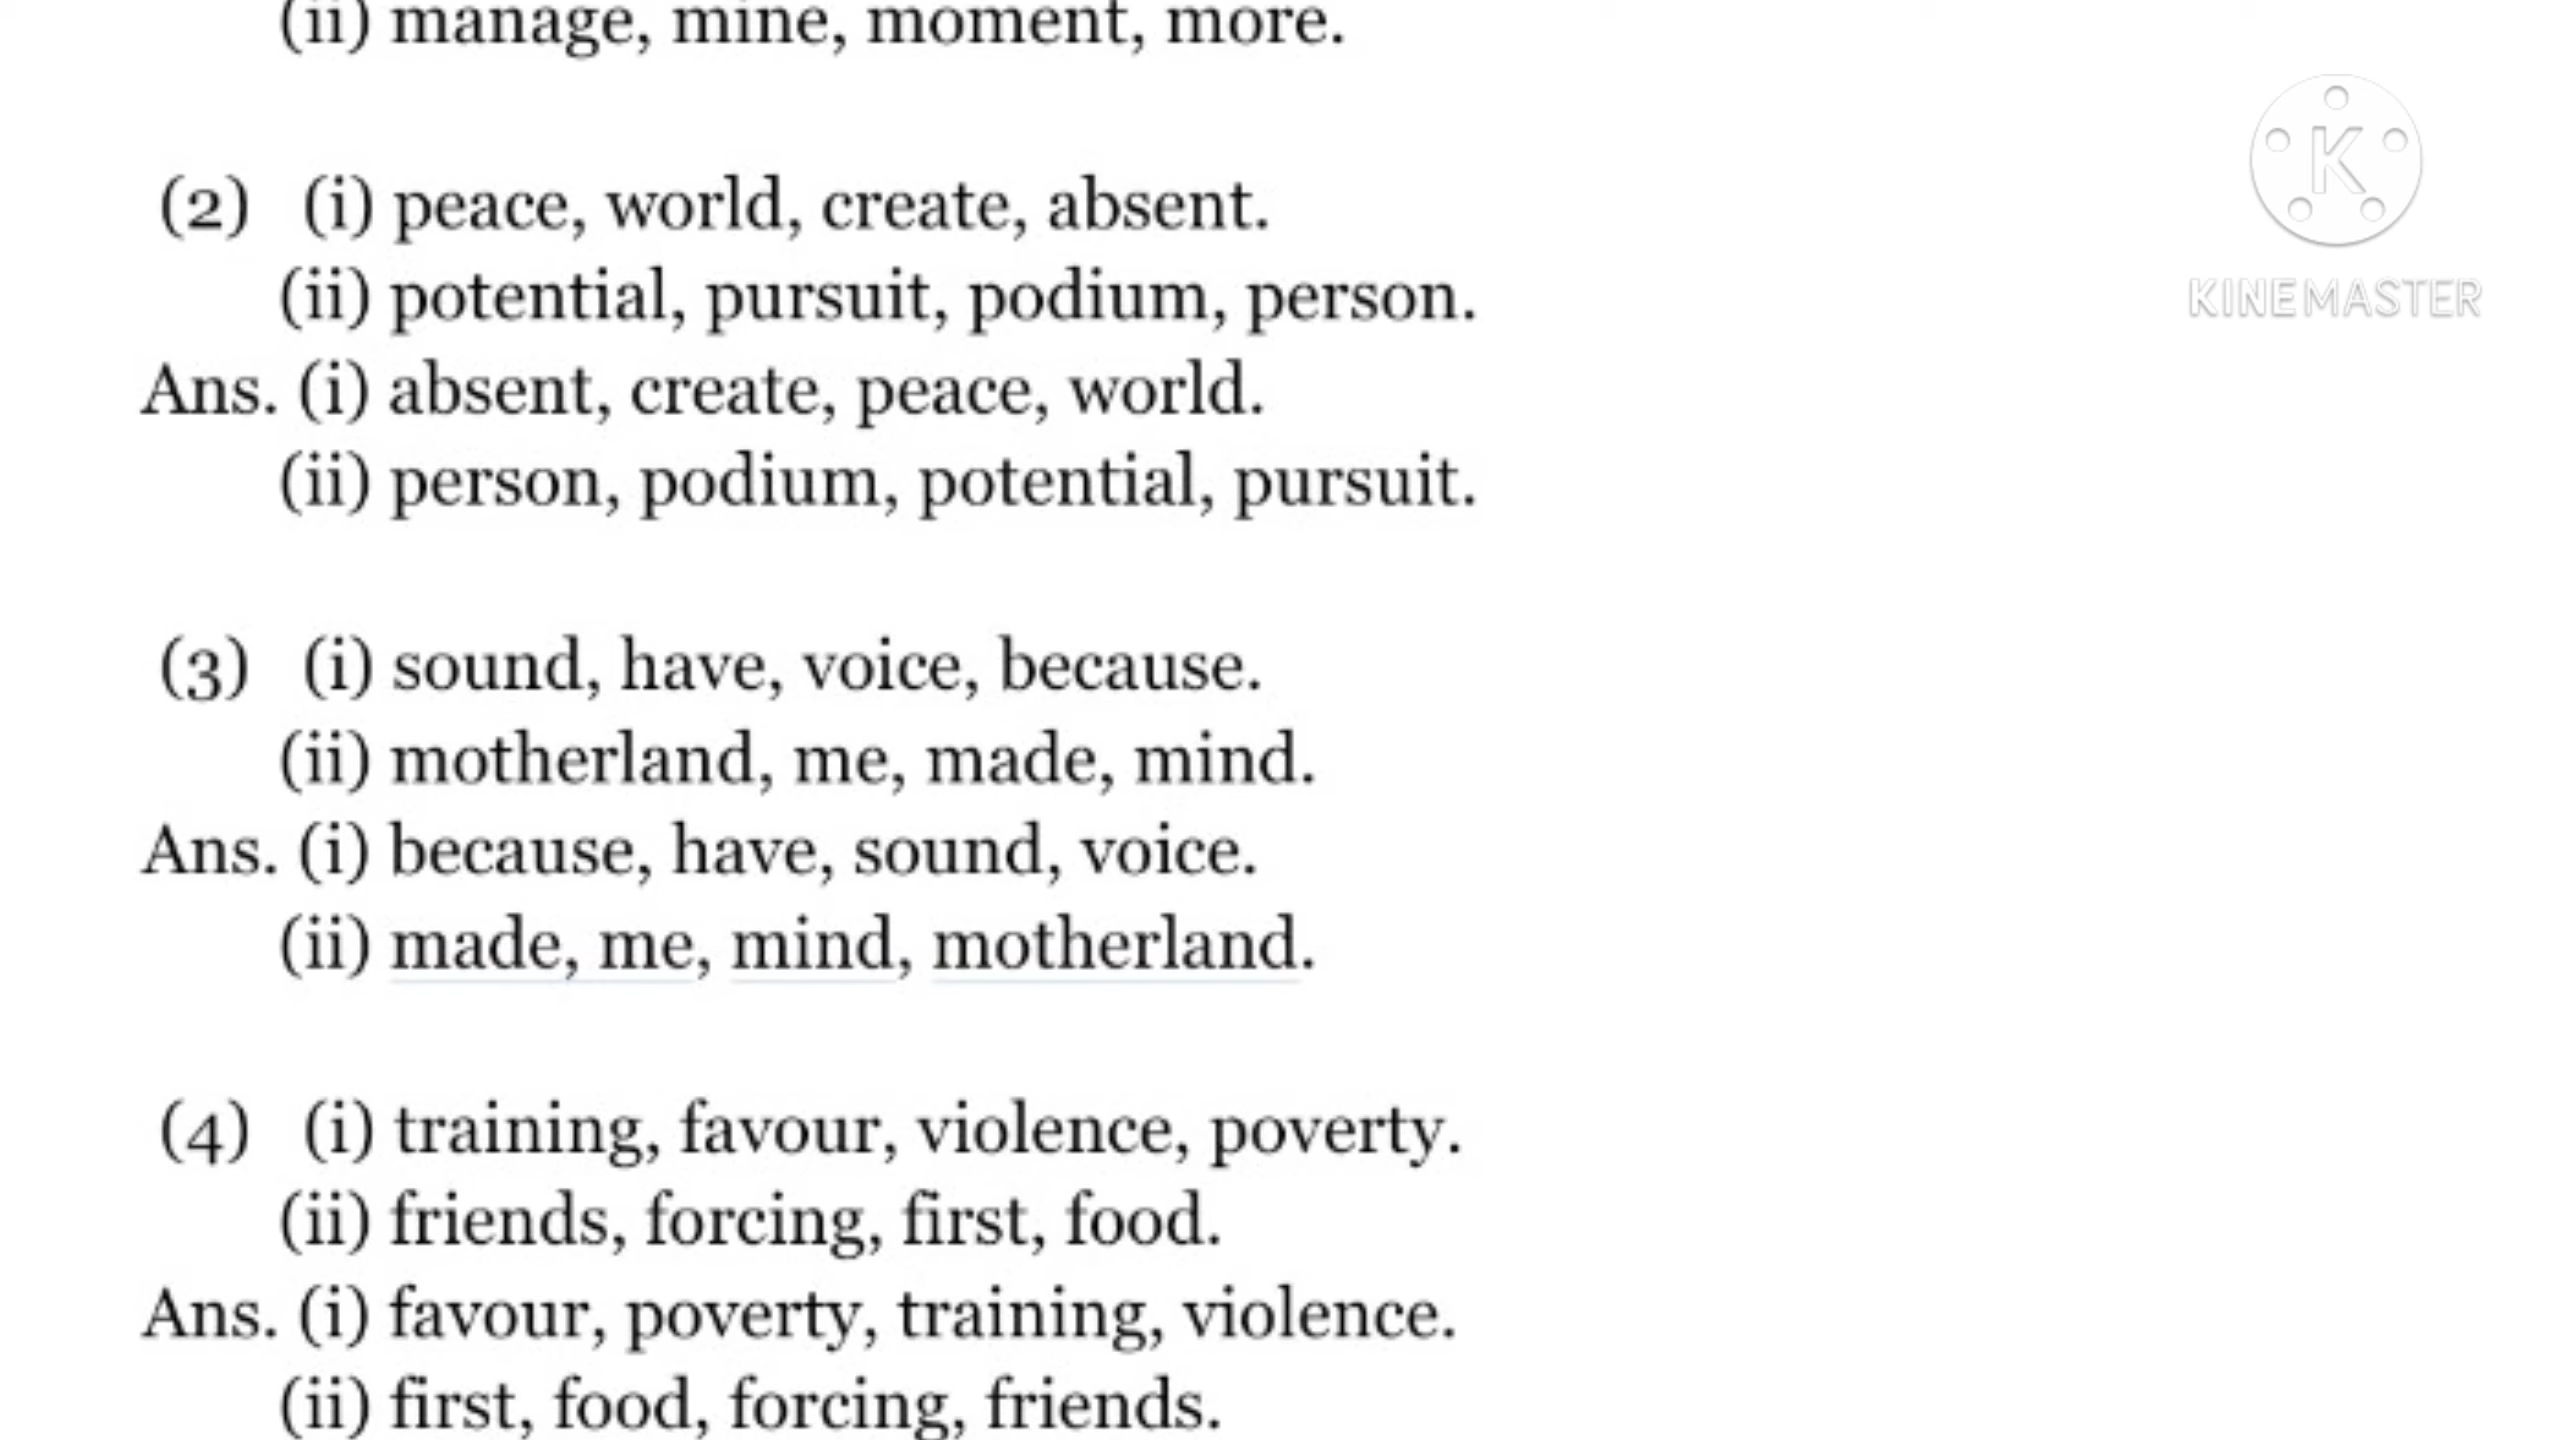 (ii) manage, mine, moment, more.
(2) (i) peace, world, create, absent.
(ii) potential, pursuit, podium, person.
Ans. (i) absent, create, peace, world.
(ii) person, podium, potential, pursuit.
(3) (i) sound, have, voice, because.
(ii) motherland, me, made, mind.
Ans. (i) because, have, sound, voice.
(ii) made, me, mind, motherland.
(4) (i) training, favour, violence, poverty.
(ii) friends, forcing, first, food.
Ans. (i) favour, poverty, training, violence.
(ii) first, food, forcing, friends.
K
KINEMASTER